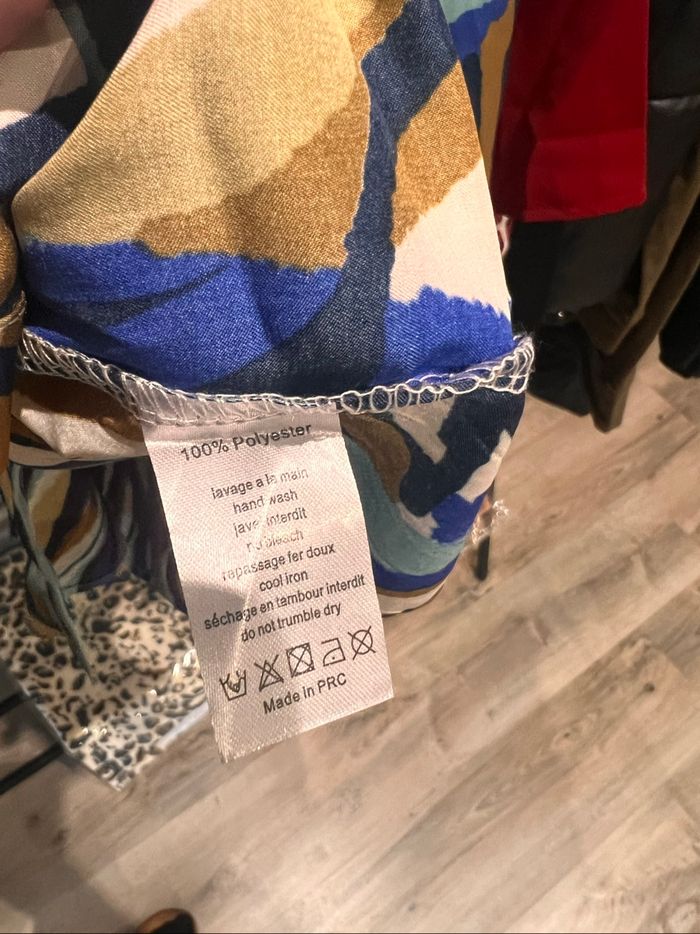 100% Polyester
lavage a la main
hand wash
interdit
no bleach
repassage fer doux
cool iron
séchage en tambour interdit
do not trumble dry
Made in PRC